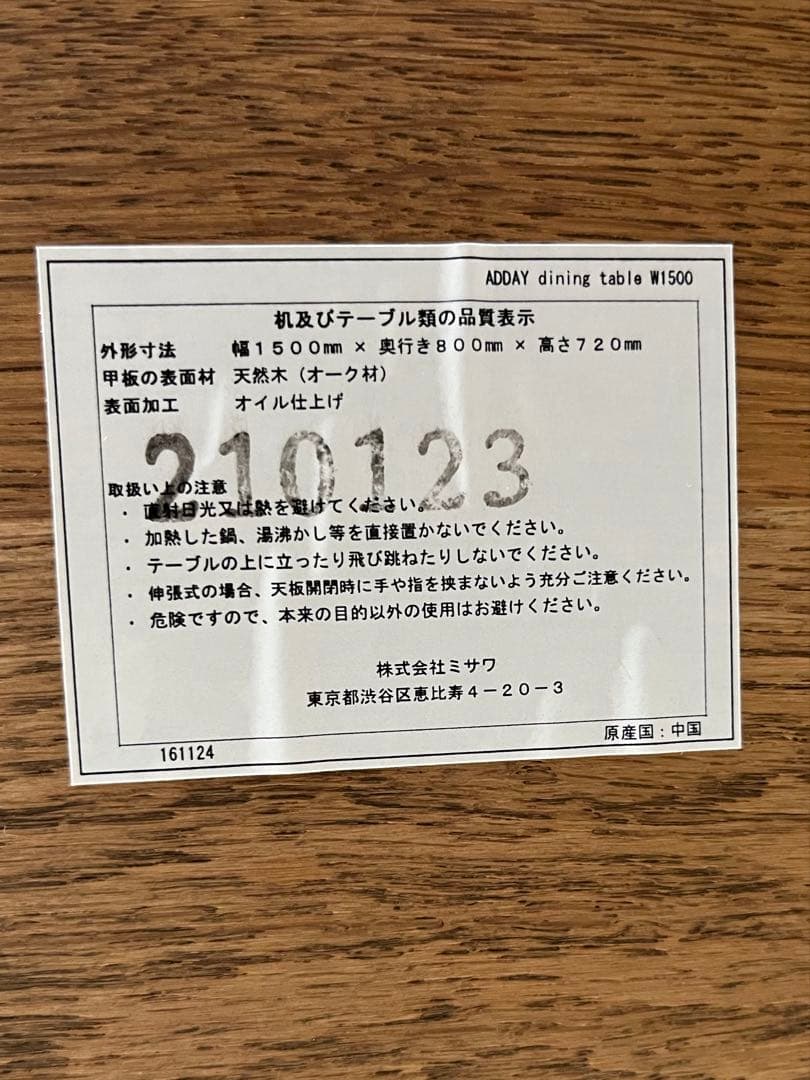 ADDAY dining table W1500
机及びテーブル類の品質表示
外形寸法 幅1500㎜ × 奥行き800㎜ × 高さ720㎜
甲板の表面材 天然木（オーク材）
表面加工 オイル仕上げ
210123
取扱い上の注意
・ 直射日光又は熱を避けてください。
・ 加熱した鍋、湯沸かし等を直接置かないでください。
・ テーブルの上に立ったり飛び跳ねたりしないでください。
・ 伸張式の場合、天板開閉時に手や指を挟まないよう充分ご注意ください。
・ 危険ですので、本来の目的以外の使用はお避けください。
株式会社ミサワ
東京都渋谷区恵比寿4－20－3
原産国：中国
161124